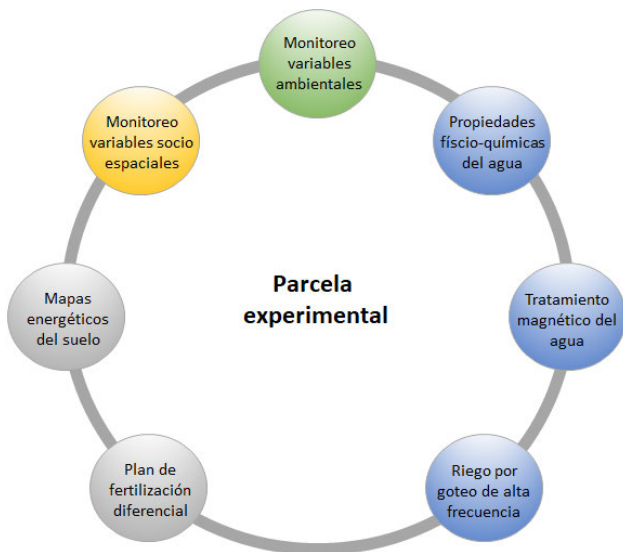 Monitoreo
variables
ambientales
Propiedades
físcio-químicas
del agua
Tratamiento
magnético del
agua
Riego por
goteo de alta
frecuencia
Plan de
fertilización
diferencial
Mapas
energéticos
del suelo
Monitoreo
variables socio
espaciales
Parcela
experimental